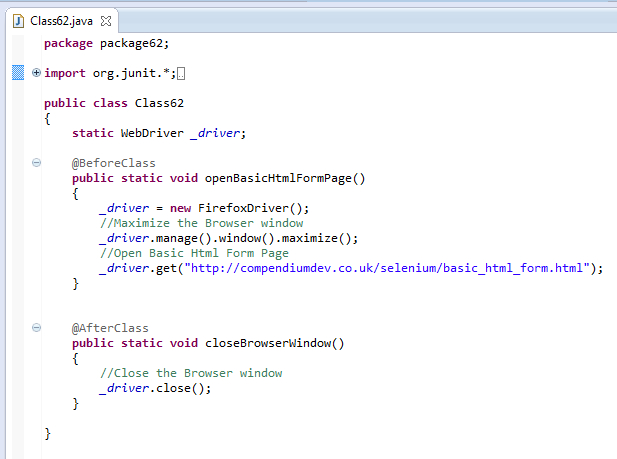 Class62.java
package package62;
import org.junit.*;
public class Class62
{
static WebDriver _driver;
@BeforeClass
public static void openBasicHtmlFormPage()
{
_driver = new FirefoxDriver();
//Maximize the Browser window
_driver.manage().window().maximize();
//Open Basic Html Form Page
_driver.get("http://compendiumdev.co.uk/selenium/basic_html_form.html");
}
@AfterClass
public static void closeBrowserWindow()
{
//Close the Browser window
_driver.close();
}
}